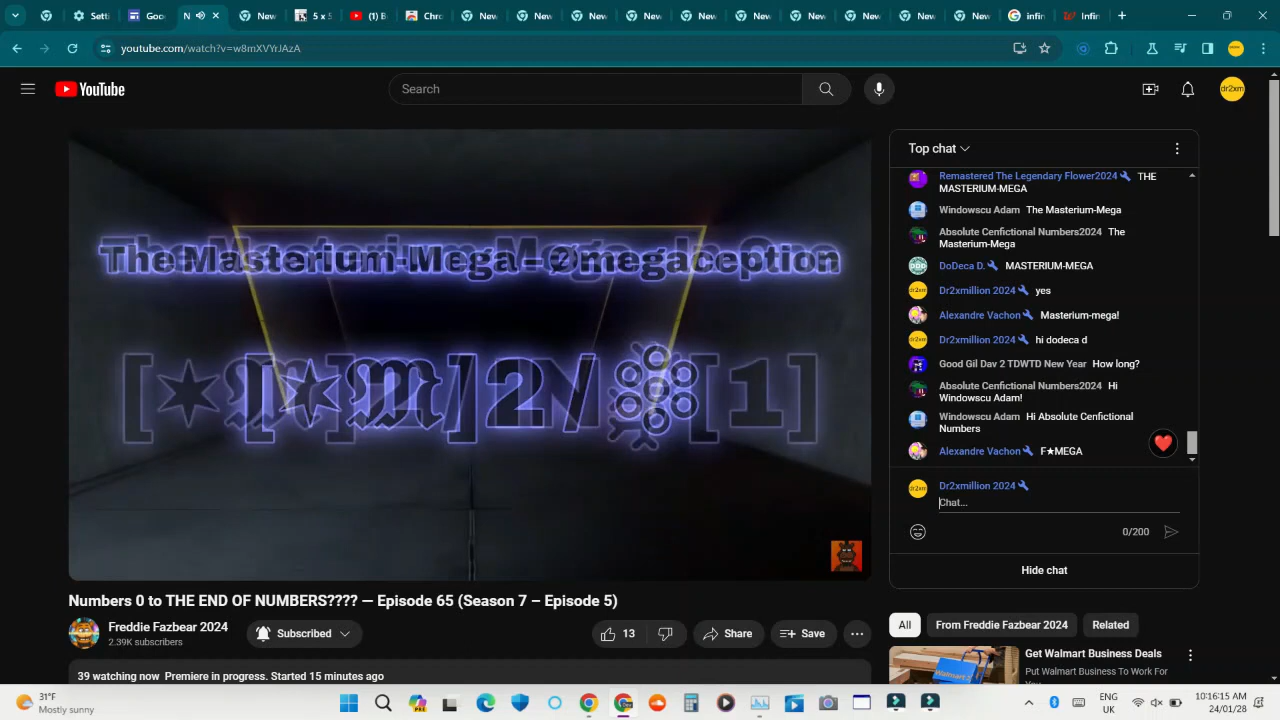 Setti
Goo
N
New
5 x 5
(1) B
Chro
New
New
New
New
New
New
New
New
New
New
infin
Infin
youtube.com/watch?v=w8mXVYrJAzA
YouTube
Search
dr2xm
The Masterium-Mega
megaception
[1]
Top chat
Remastered The Legendary Flower2024 THE
MASTERIUM-MEGA
Windowscu Adam The Masterium-Mega
Absolute Cenfictional Numbers2024 The
Masterium-Mega
DoDeca D. MASTERIUM-MEGA
Dr2xmillion 2024 yes
Alexandre Vachon Masterium-mega!
Dr2xmillion 2024 hi dodeca d
Good Gil Dav 2 TDWTD New Year How long?
Absolute Cenfictional Numbers2024 Hi
Windowscu Adam!
Windowscu Adam Hi Absolute Cenfictional
Numbers
Alexandre Vachon F★MEGA
Dr2xmillion 2024
Chat...
0/200
Hide chat
Numbers 0 to THE END OF NUMBERS???? — Episode 65 (Season 7 – Episode 5)
Freddie Fazbear 2024
2.39K subscribers
Subscribed
13
Share
Save
39 watching now Premiere in progress. Started 15 minutes ago
All
From Freddie Fazbear 2024
Related
Get Walmart Business Deals
Put Walmart Business To Work For
31°F
Mostly sunny
ENG
UK
10:16:15 AM
24/01/28